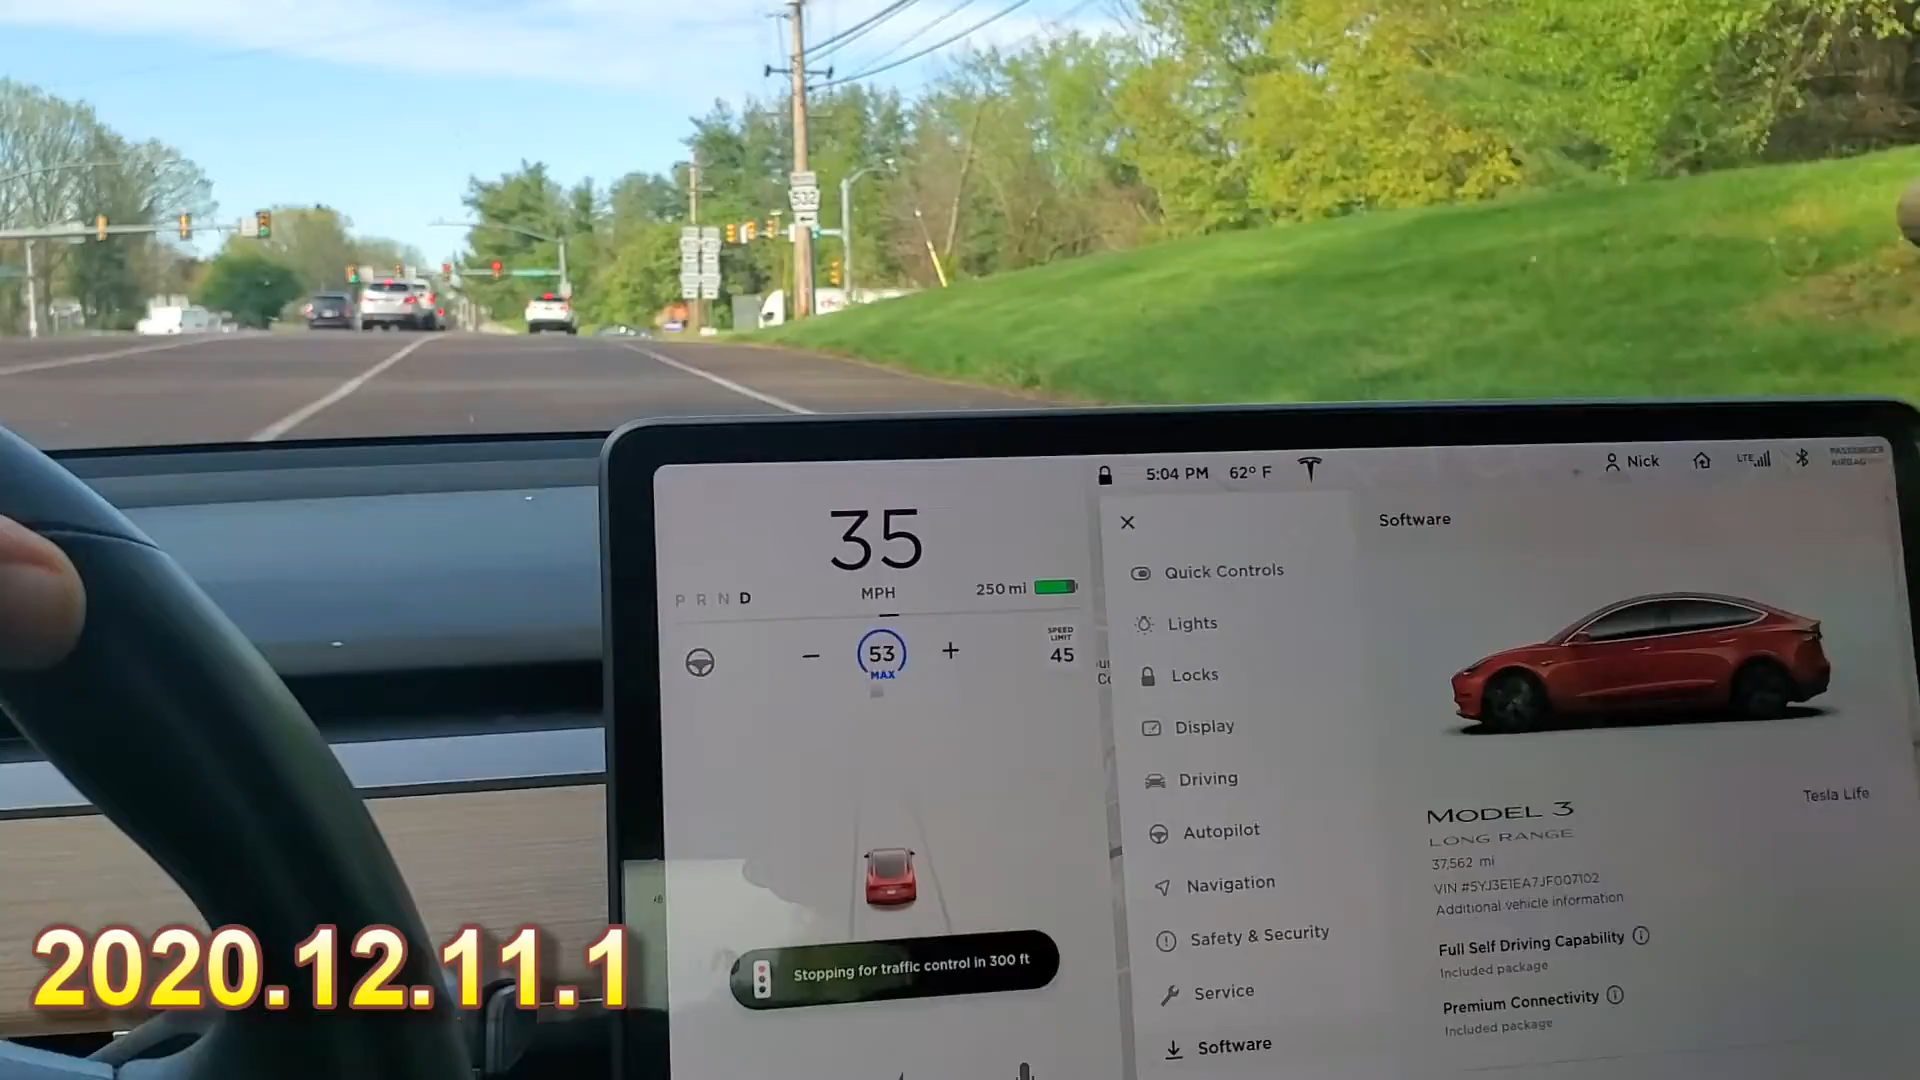 532
5:04 PM 62° F
Nick
LTE
PASSENGER
AIRBAG
35
MPH
P R N D
250 mi
53
MAX
SPEED
LIMIT
45
Software
Quick Controls
Lights
Locks
Display
Driving
Autopilot
Navigation
Safety & Security
Service
Software
MODEL 3
Tesla Life
LONG RANGE
37,562 mi
VIN #5YJ3E1EA7JF007102
Additional vehicle information
Full Self Driving Capability
Included package
Premium Connectivity
Included package
Stopping for traffic control in 300 ft
2020.12.11.1